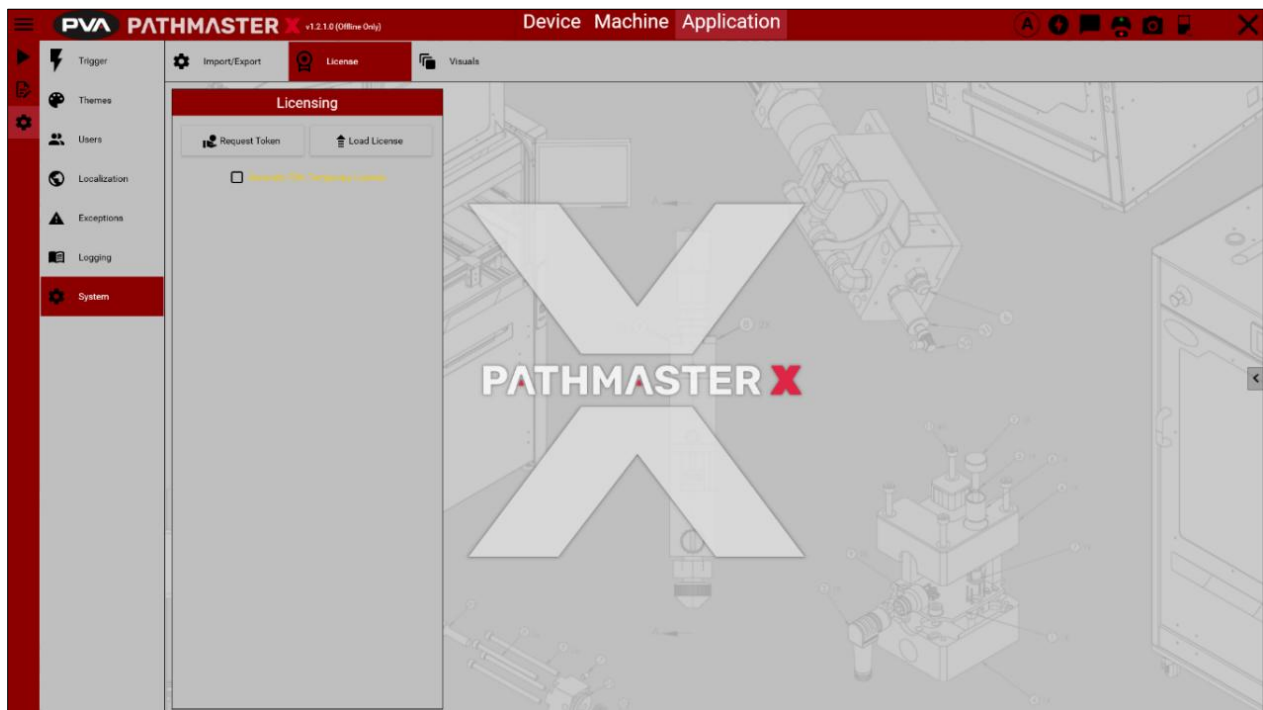 PVA PATHMASTER X v1.2.1.0 (Offline Only)
Device Machine Application
A
Trigger
Themes
Users
Localization
Exceptions
Logging
System
Import/Export
License
Visuals
Licensing
Request Token
Load License
PATHMASTER X